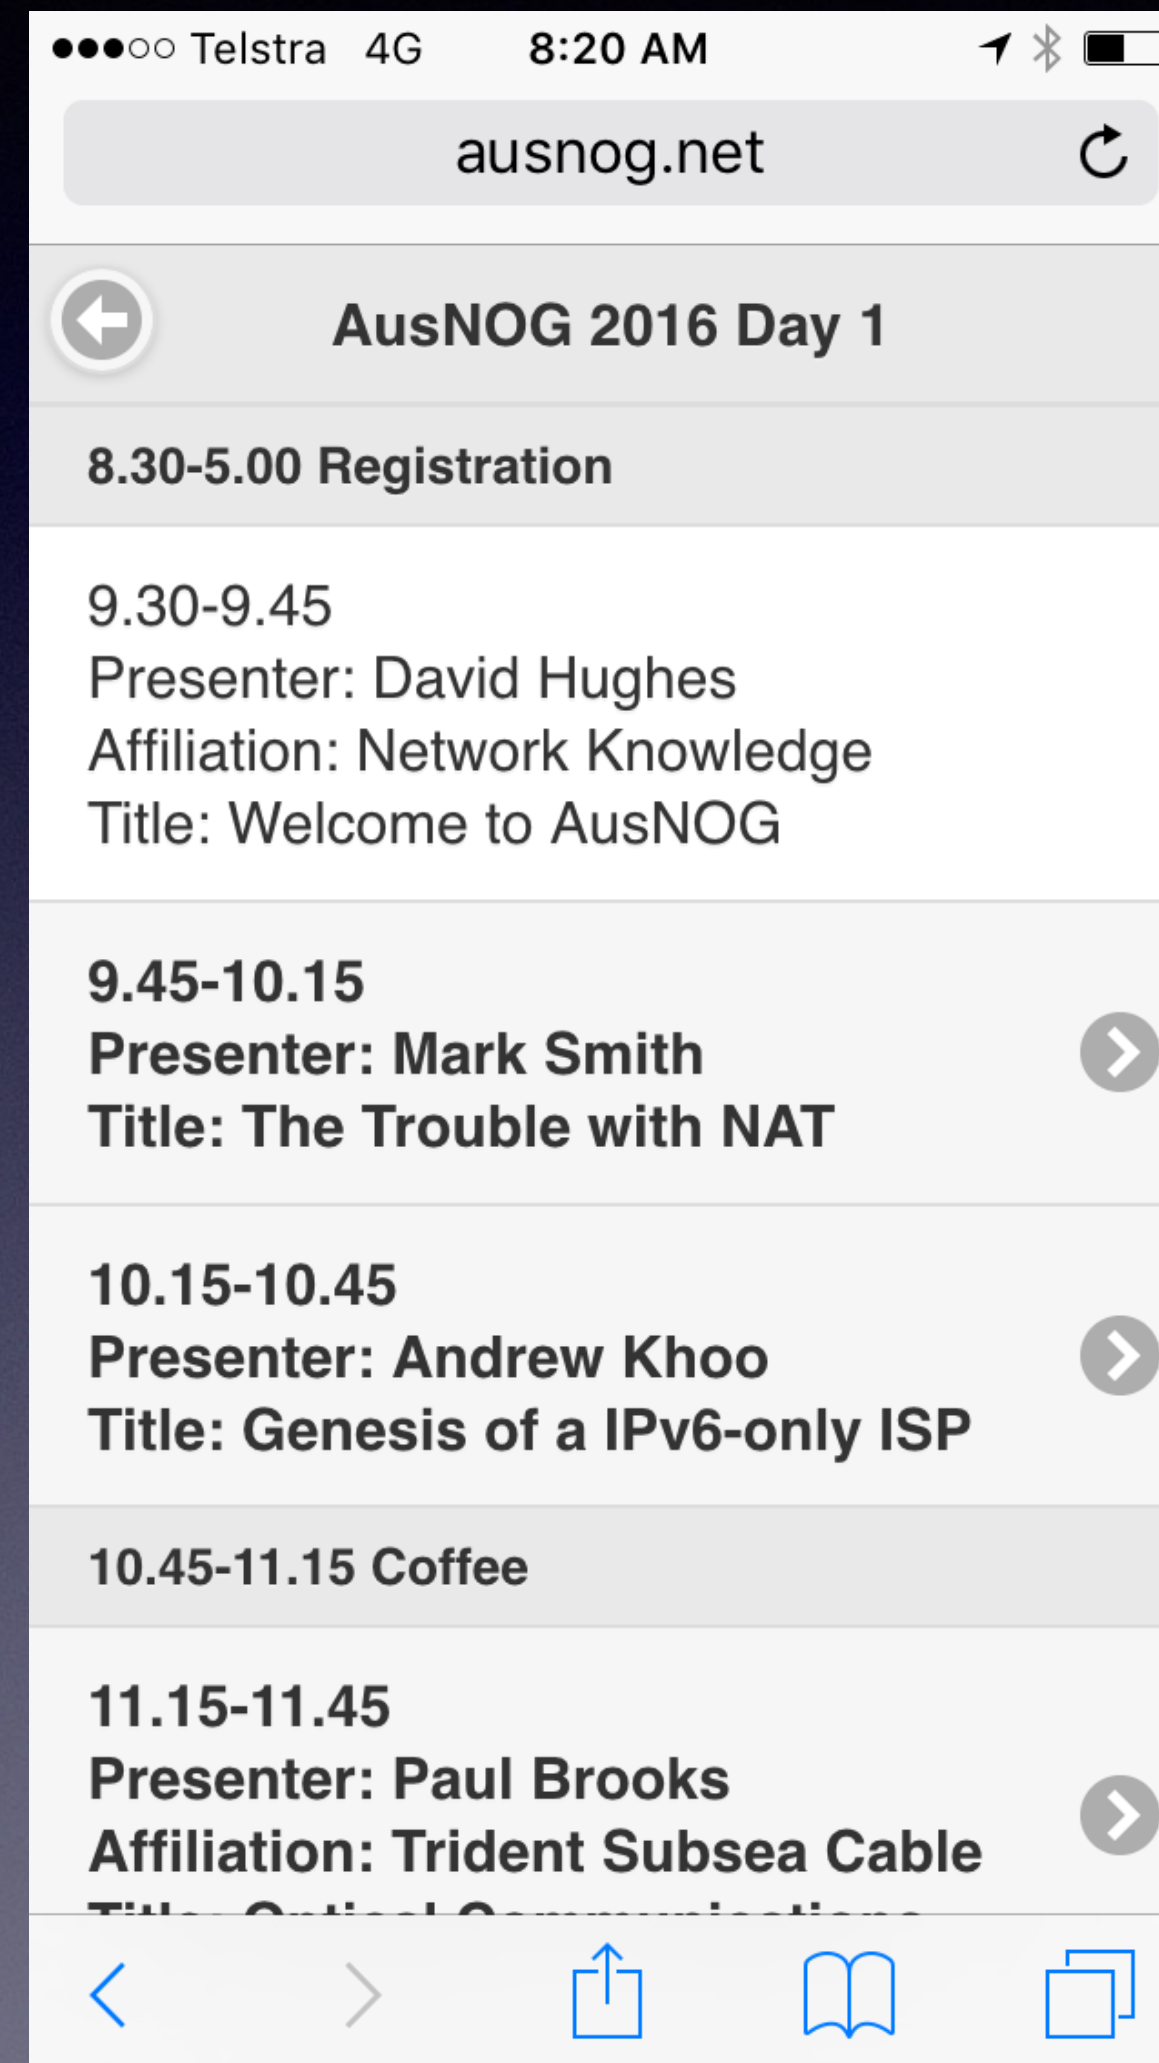 Telstra 4G 8:20 AM
ausnog.net
AusNOG 2016 Day 1
8.30-5.00 Registration
9.30-9.45
Presenter: David Hughes
Affiliation: Network Knowledge
Title: Welcome to AusNOG
9.45-10.15
Presenter: Mark Smith
Title: The Trouble with NAT
10.15-10.45
Presenter: Andrew Khoo
Title: Genesis of a IPv6-only ISP
10.45-11.15 Coffee
11.15-11.45
Presenter: Paul Brooks
Affiliation: Trident Subsea Cable
Title: Optical Communications